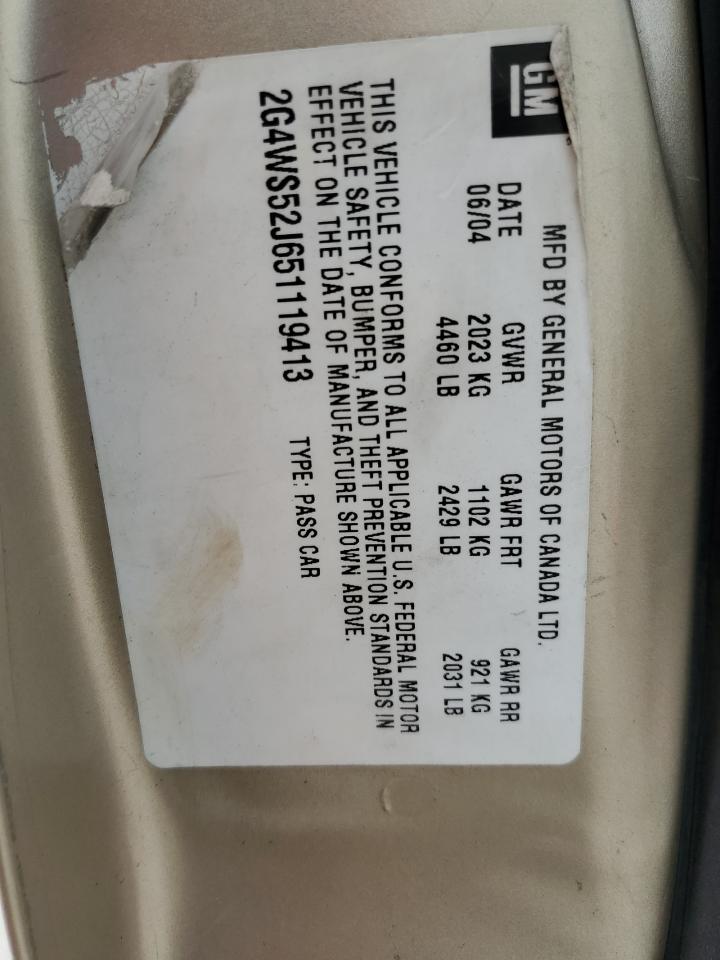 GM
MFD BY GENERAL MOTORS OF CANADA LTD.
DATE GVWR GAWR FRT GAWR RR
06/04 2023 KG 1102 KG 921 KG
4460 LB 2429 LB 2031 LB
THIS VEHICLE CONFORMS TO ALL APPLICABLE U.S. FEDERAL MOTOR
VEHICLE SAFETY, BUMPER, AND THEFT PREVENTION STANDARDS IN
EFFECT ON THE DATE OF MANUFACTURE SHOWN ABOVE.
2G4WS52J651119413 TYPE: PASS CAR